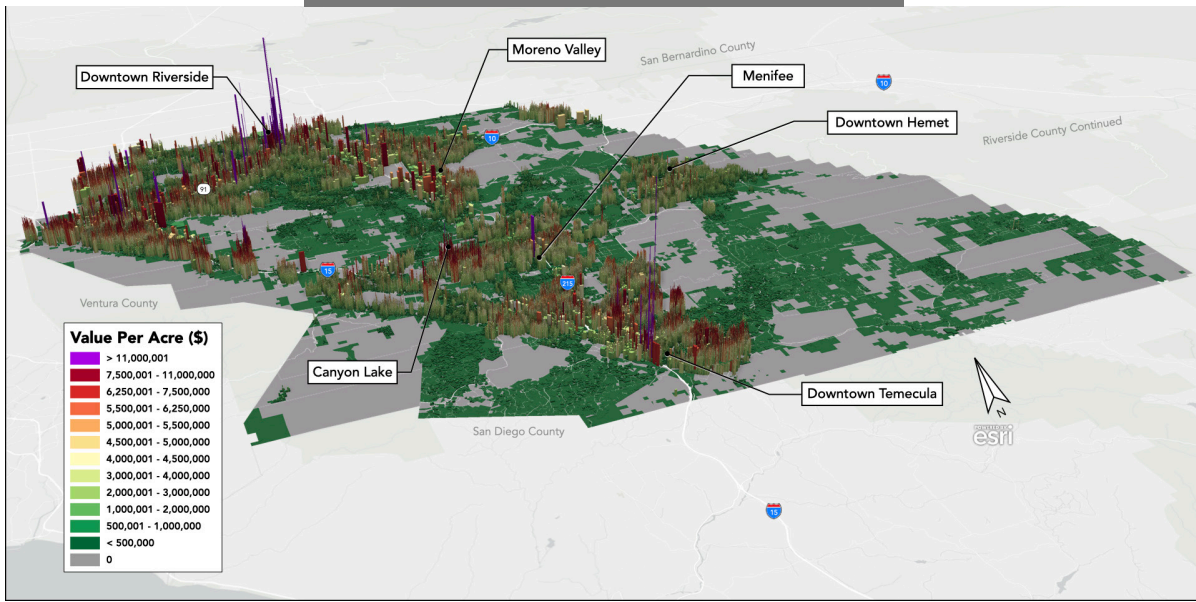 San Bernardino County
Moreno Valley
Downtown Riverside
Menifee
10
Downtown Hemet
Riverside County Continued
10
91
15
215
Ventura County
Value Per Acre ($)
> 11,000,001
7,500,001 - 11,000,000
6,250,001 - 7,500,000
5,500,001 - 6,250,000
5,000,001 - 5,500,000
4,500,001 - 5,000,000
4,000,001 - 4,500,000
3,000,001 - 4,000,000
2,000,001 - 3,000,000
1,000,001 - 2,000,000
500,001 - 1,000,000
< 500,000
0
Canyon Lake
Downtown Temecula
San Diego County
N
POWERED BY
esri
15